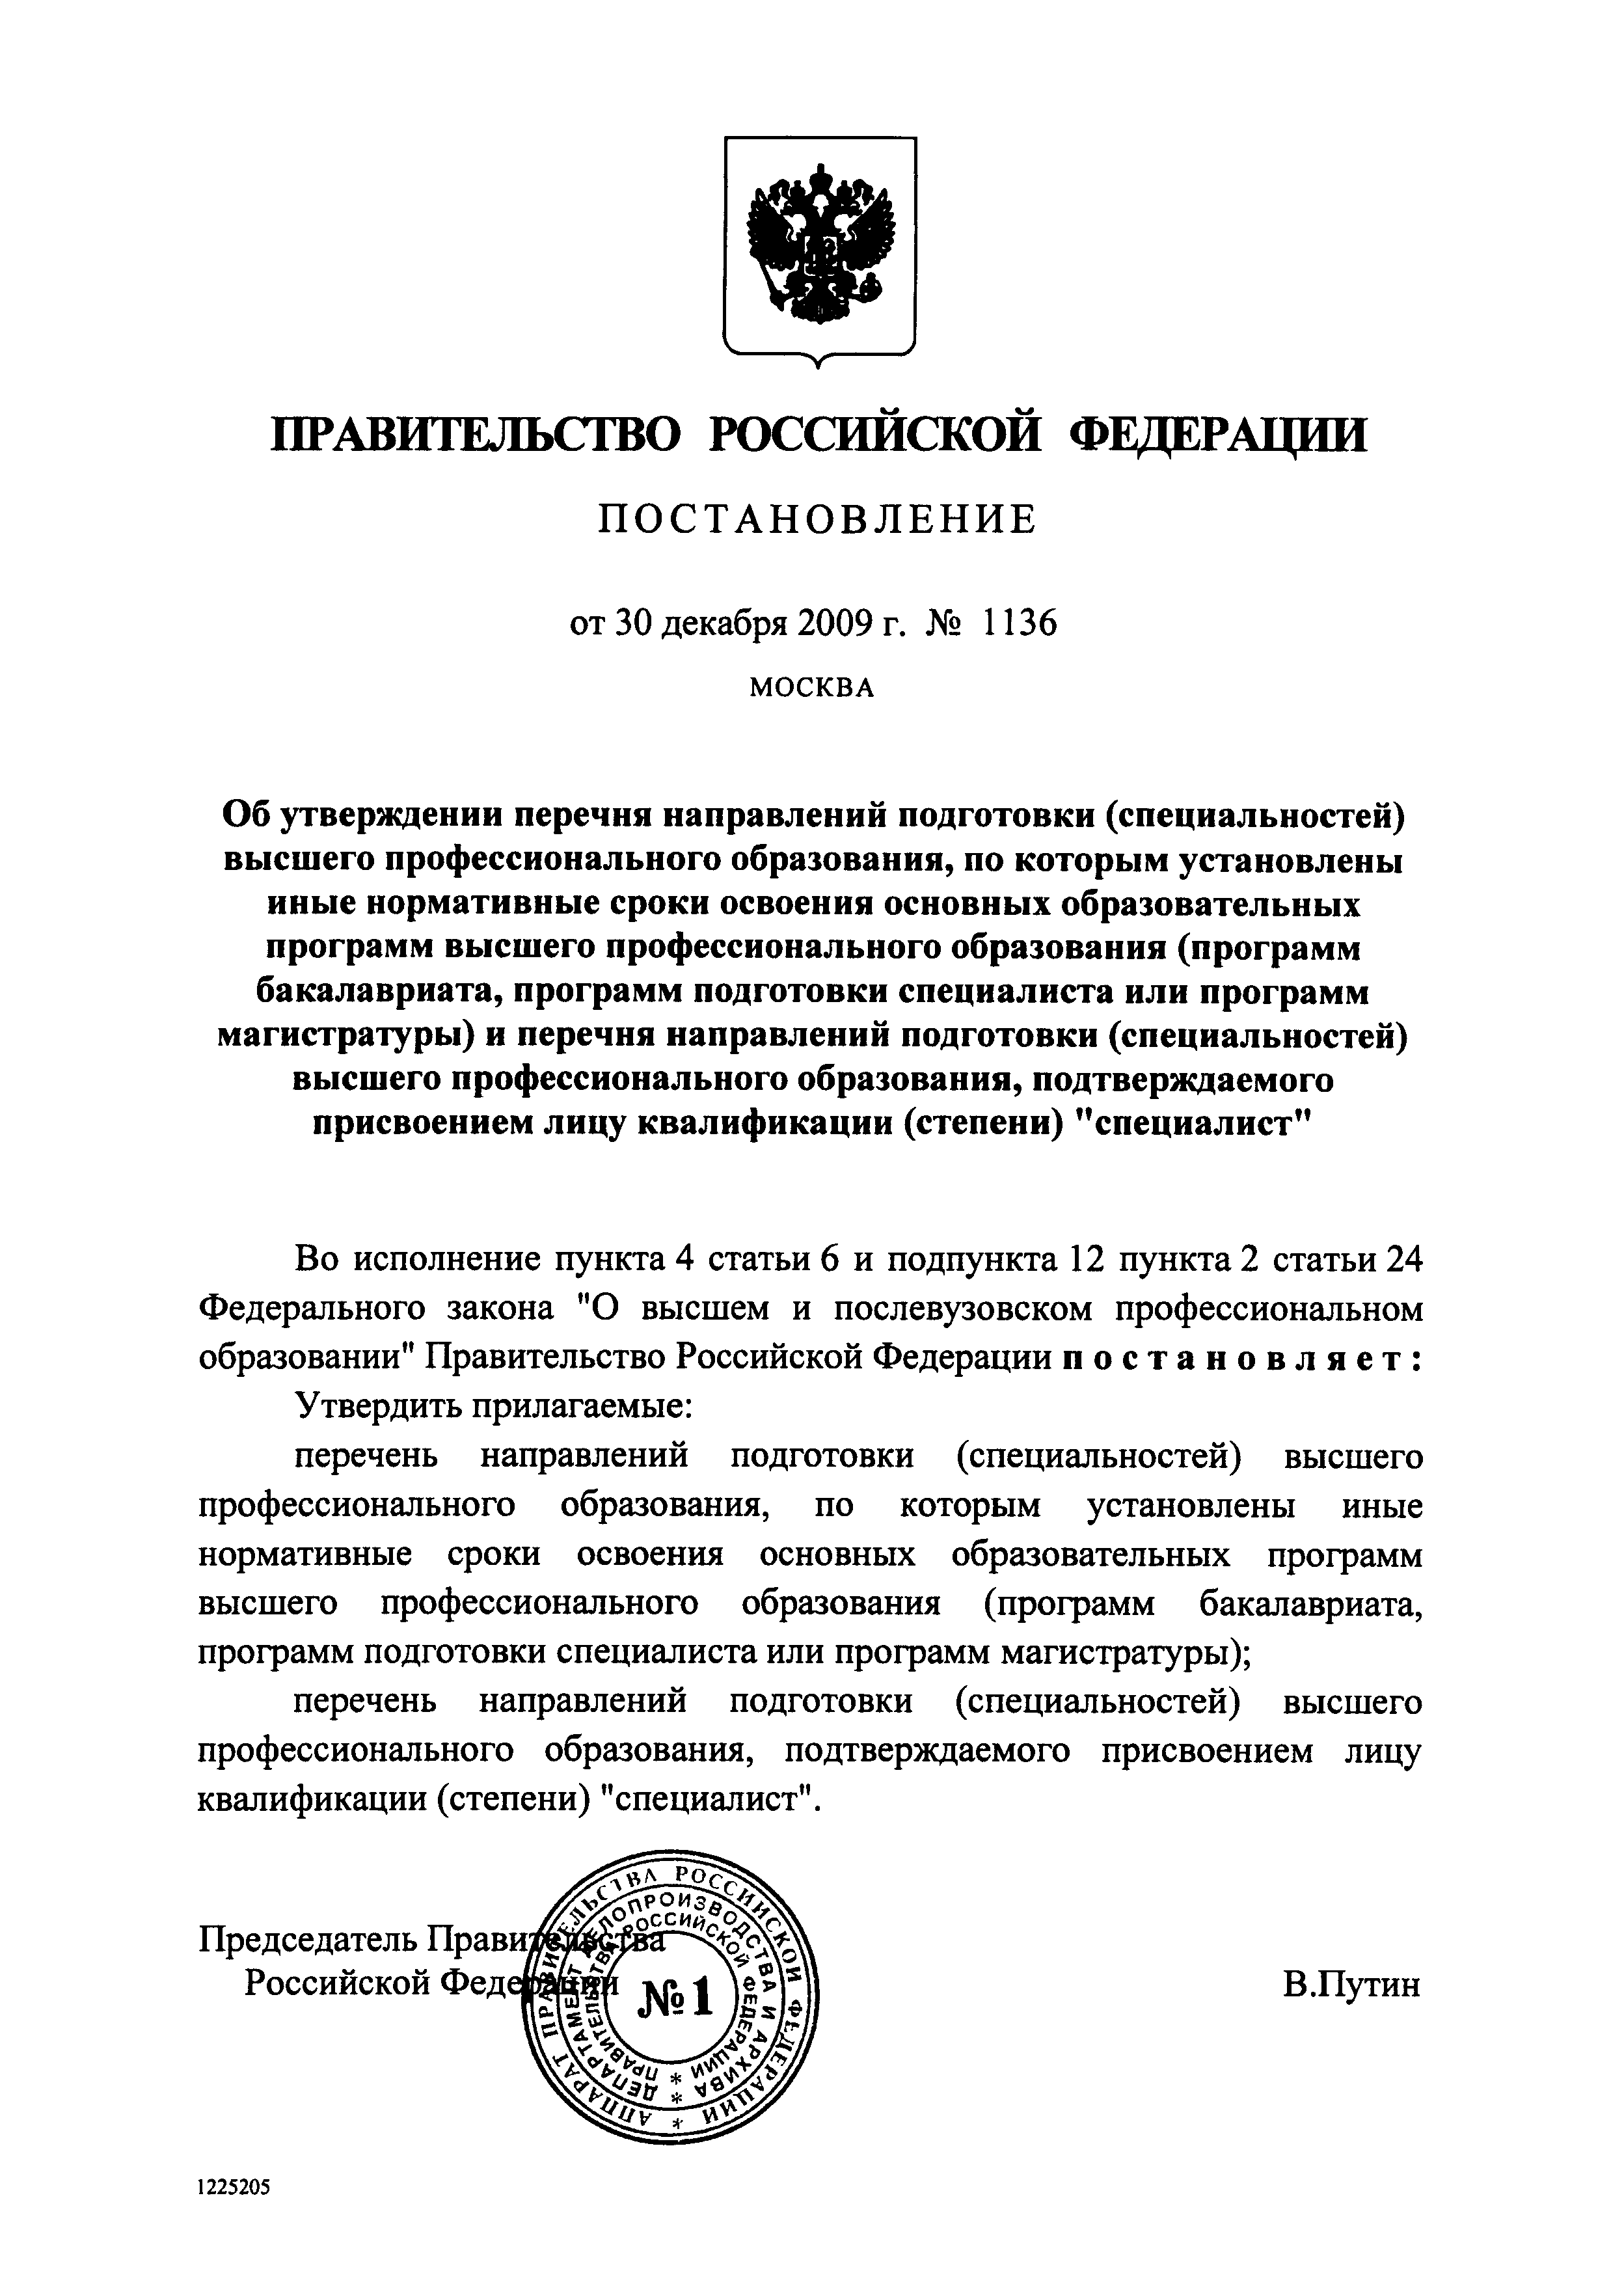 ПРАВИТЕЛЬСТВО РОССИЙСКОЙ ФЕДЕРАЦИИ
ПОСТАНОВЛЕНИЕ
от 30 декабря 2009 г. № 1136
МОСКВА
Об утверждении перечня направлений подготовки (специальностей)
высшего профессионального образования, по которым установлены
иные нормативные сроки освоения основных образовательных
программ высшего профессионального образования (программ
бакалавриата, программ подготовки специалиста или программ
магистратуры) и перечня направлений подготовки (специальностей)
высшего профессионального образования, подтверждаемого
присвоением лицу квалификации (степени) "специалист"
Во исполнение пункта 4 статьи 6 и подпункта 12 пункта 2 статьи 24
Федерального закона "О высшем и послевузовском профессиональном
образовании" Правительство Российской Федерации п о с т а н о в л я е т :
Утвердить прилагаемые:
перечень направлений подготовки (специальностей) высшего
профессионального образования, по которым установлены иные
нормативные сроки освоения основных образовательных программ
высшего профессионального образования (программ бакалавриата,
программ подготовки специалиста или программ магистратуры);
перечень направлений подготовки (специальностей) высшего
профессионального образования, подтверждаемого присвоением лицу
квалификации (степени) "специалист".
Председатель Правительства
Российской Федерации
В.Путин
АППАРАТ ПРАВИТЕЛЬСТВА РОССИЙСКОЙ ФЕДЕРАЦИИ *
ДЕПАРТАМЕНТ ДЕЛОПРОИЗВОДСТВА И АРХИВА *
ПРАВИТЕЛЬСТВА РОССИЙСКОЙ ФЕДЕРАЦИИ *
№1
1225205